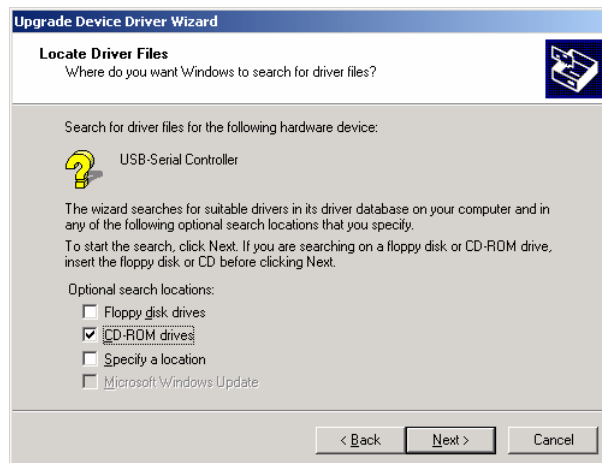 Upgrade Device Driver Wizard
Locate Driver Files
Where do you want Windows to search for driver files?
Search for driver files for the following hardware device:
USB-Serial Controller
The wizard searches for suitable drivers in its driver database on your computer and in
any of the following optional search locations that you specify.
To start the search, click Next. If you are searching on a floppy disk or CD-ROM drive,
insert the floppy disk or CD before clicking Next.
Optional search locations:
Floppy disk drives
CD-ROM drives
Specify a location
Microsoft Windows Update
< Back Next > Cancel